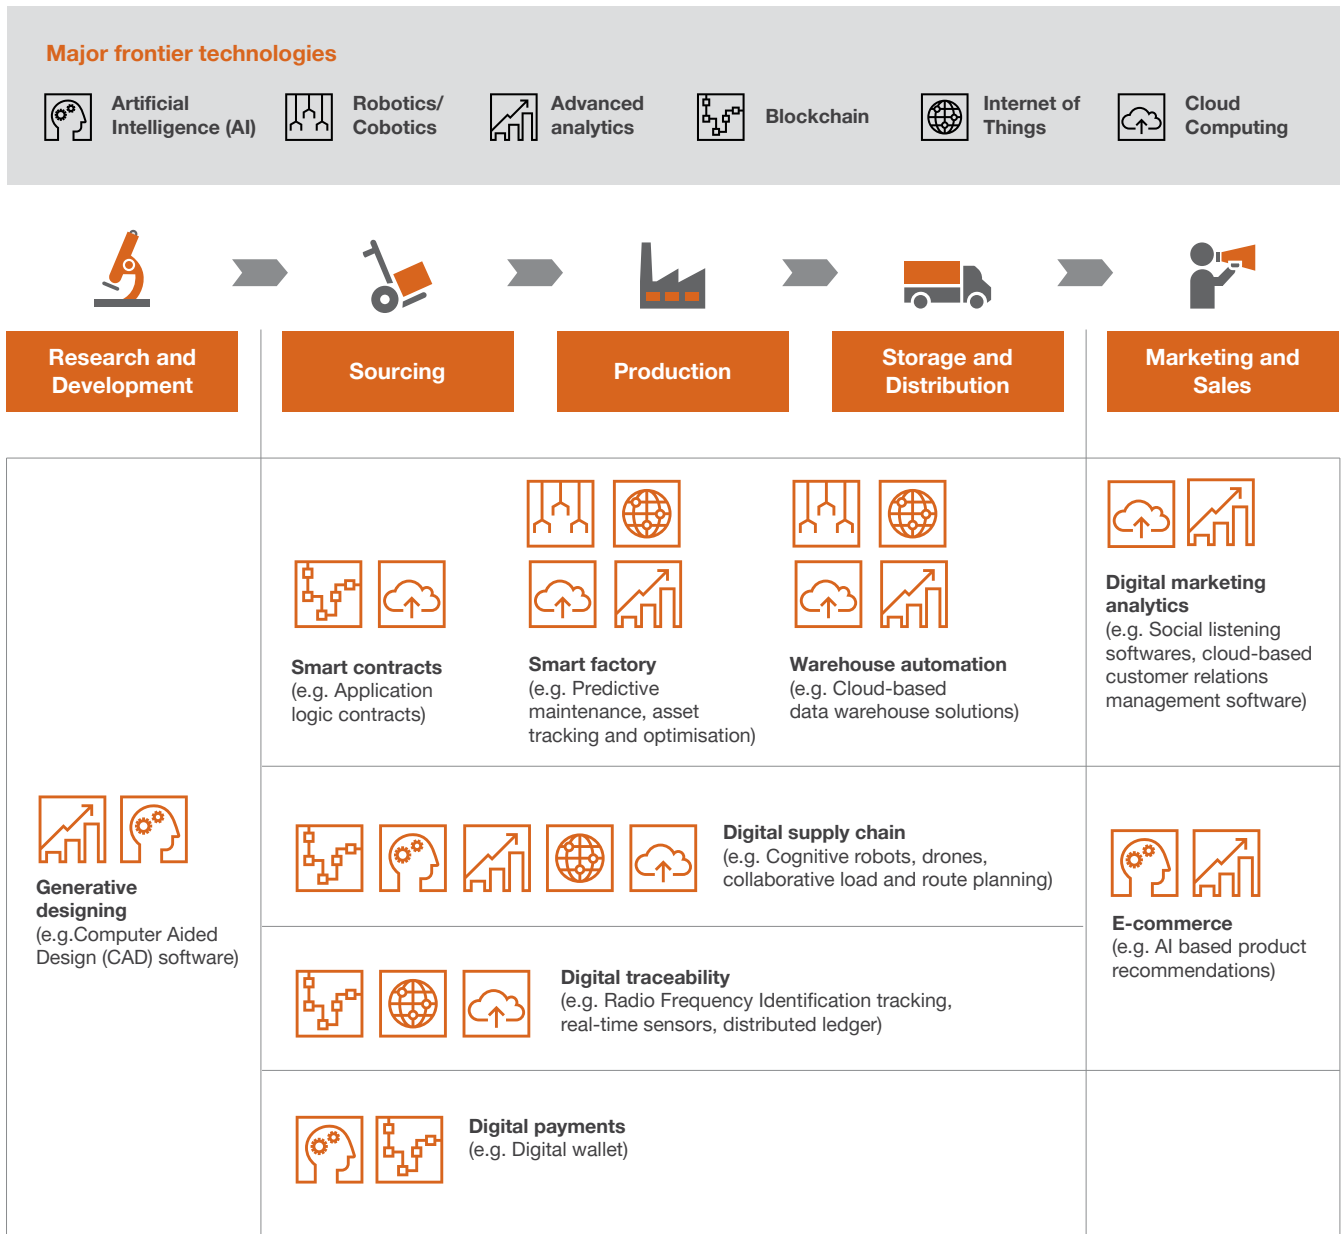 Major frontier technologies
Artificial
Intelligence (AI)
Robotics/
Cobotics
Advanced
analytics
Blockchain
Internet of
Things
Cloud
Computing
Research and
Development
Sourcing
Production
Storage and
Distribution
Marketing and
Sales
Generative
designing
(e.g.Computer Aided
Design (CAD) software)
Smart contracts
(e.g. Application
logic contracts)
Smart factory
(e.g. Predictive
maintenance, asset
tracking and optimisation)
Warehouse automation
(e.g. Cloud-based
data warehouse solutions)
Digital marketing
analytics
(e.g. Social listening
softwares, cloud-based
customer relations
management software)
Digital supply chain
(e.g. Cognitive robots, drones,
collaborative load and route planning)
E-commerce
(e.g. AI based product
recommendations)
Digital traceability
(e.g. Radio Frequency Identification tracking,
real-time sensors, distributed ledger)
Digital payments
(e.g. Digital wallet)